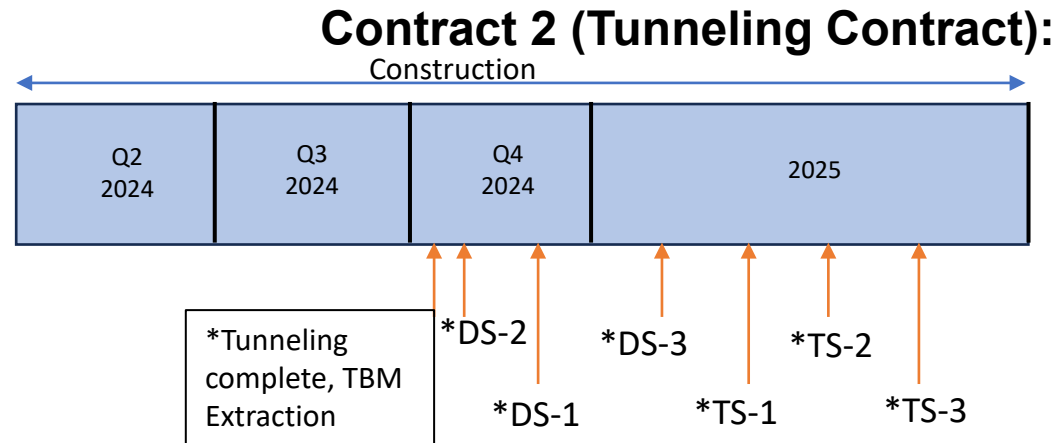 Contract 2 (Tunneling Contract):
Construction
Q2
2024
Q3
2024
Q4
2024
2025
*Tunneling
complete, TBM
Extraction
*DS-2
*DS-1
*DS-3
*TS-1
*TS-2
*TS-3